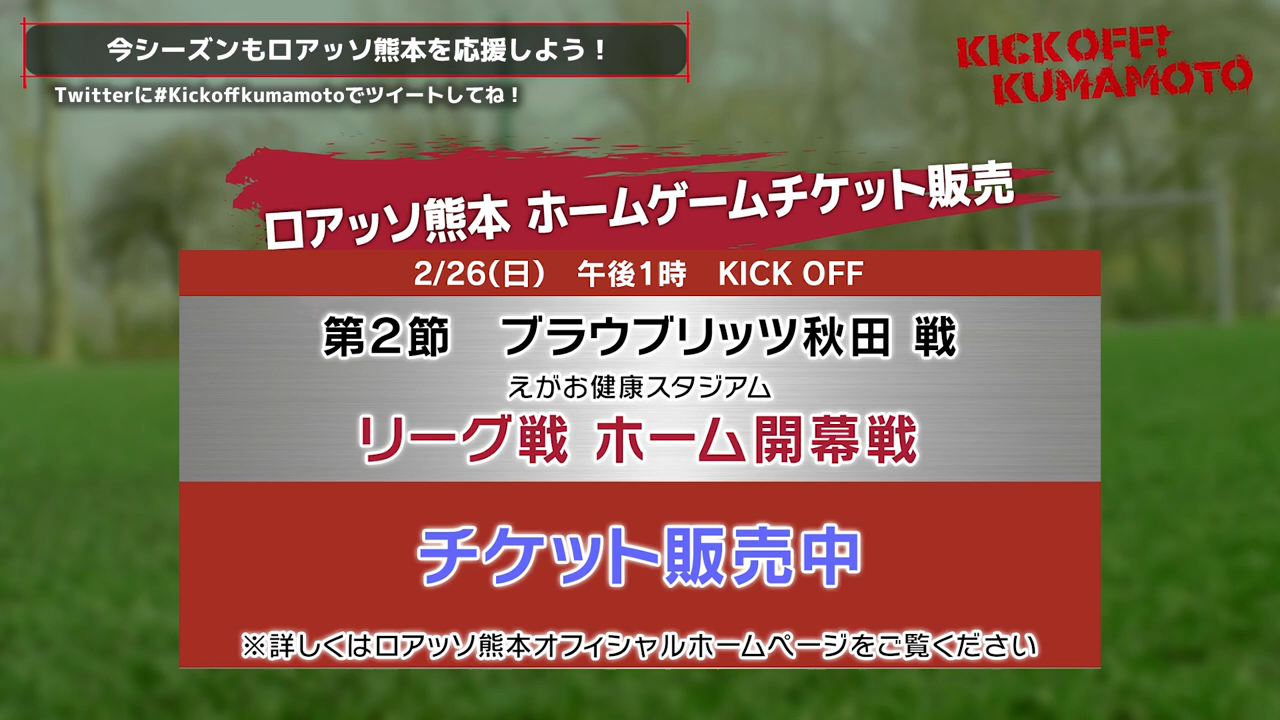 今シーズンもロアッソ熊本を応援しよう！
Twitterに#Kickoffkumamotoでツイートしてね！
KICK OFF!
KUMAMOTO
ロアッソ熊本 ホームゲームチケット販売
2/26(日)　午後1時　KICK OFF
第2節　ブラウブリッツ秋田 戦
えがお健康スタジアム
リーグ戦 ホーム開幕戦
チケット販売中
※詳しくはロアッソ熊本オフィシャルホームページをご覧ください